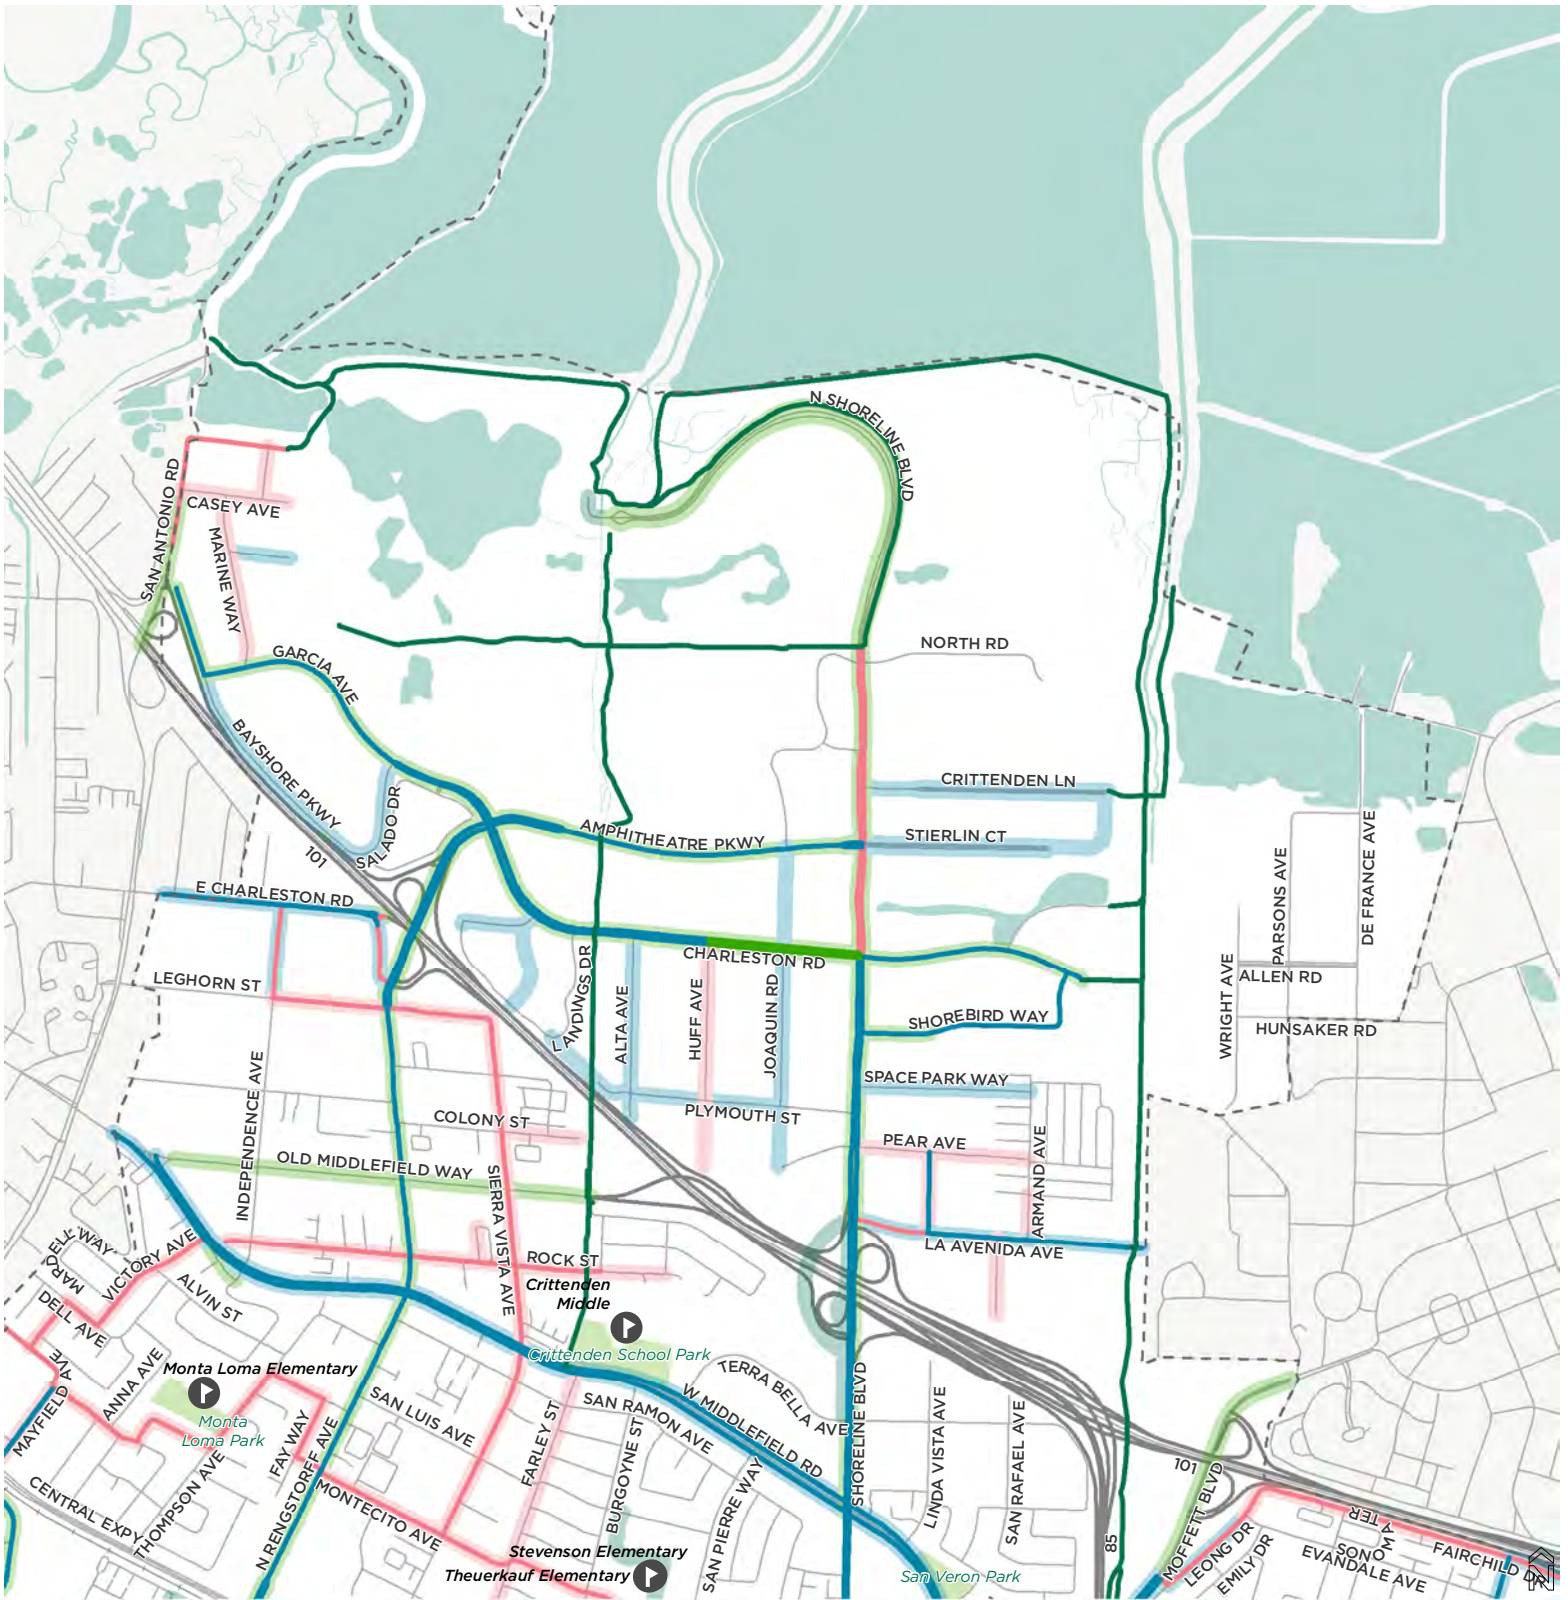 N SHORELINE BLVD
SAN ANTONIO RD
CASEY AVE
MARINE WAY
GARCIA AVE
NORTH RD
BAYSHORE PKWY
SALADO DR
101
CRITTENDEN LN
STIERLIN CT
AMPHITHEATRE PKWY
E CHARLESTON RD
CHARLESTON RD
LEGHORN ST
LANDINGS DR
ALTA AVE
HUFF AVE
JOAQUIN RD
SHOREBIRD WAY
SPACE PARK WAY
PLYMOUTH ST
PEAR AVE
ARMAND AVE
LA AVENIDA AVE
WRIGHT AVE
PARSONS AVE
DE FRANCE AVE
ALLEN RD
HUNSAKER RD
INDEPENDENCE AVE
COLONY ST
OLD MIDDLEFIELD WAY
SIERRA VISTA AVE
ROCK ST
Crittenden
Middle
Crittenden School Park
MARDELL WAY
VICTORY AVE
ALVIN ST
DELL AVE
ANNA AVE
MAYFIELD AVE
Monta Loma Elementary
Monta
Loma Park
FAY WAY
THOMPSON AVE
CENTRAL EXPY
N RENGSTORFF AVE
SAN LUIS AVE
MONTECITO AVE
FARLEY ST
SAN RAMON AVE
BURGOYNE ST
W MIDDLEFIELD RD
TERRA BELLA AVE
SHORELINE BLVD
SAN PIERRE WAY
LINDA VISTA AVE
SAN RAFAEL AVE
Stevenson Elementary
Theuerkauf Elementary
San Veron Park
85
101
MOFFETT BLVD
LEONG DR
EMILY DR
EVANDALE AVE
FAIRCHILD DR
N